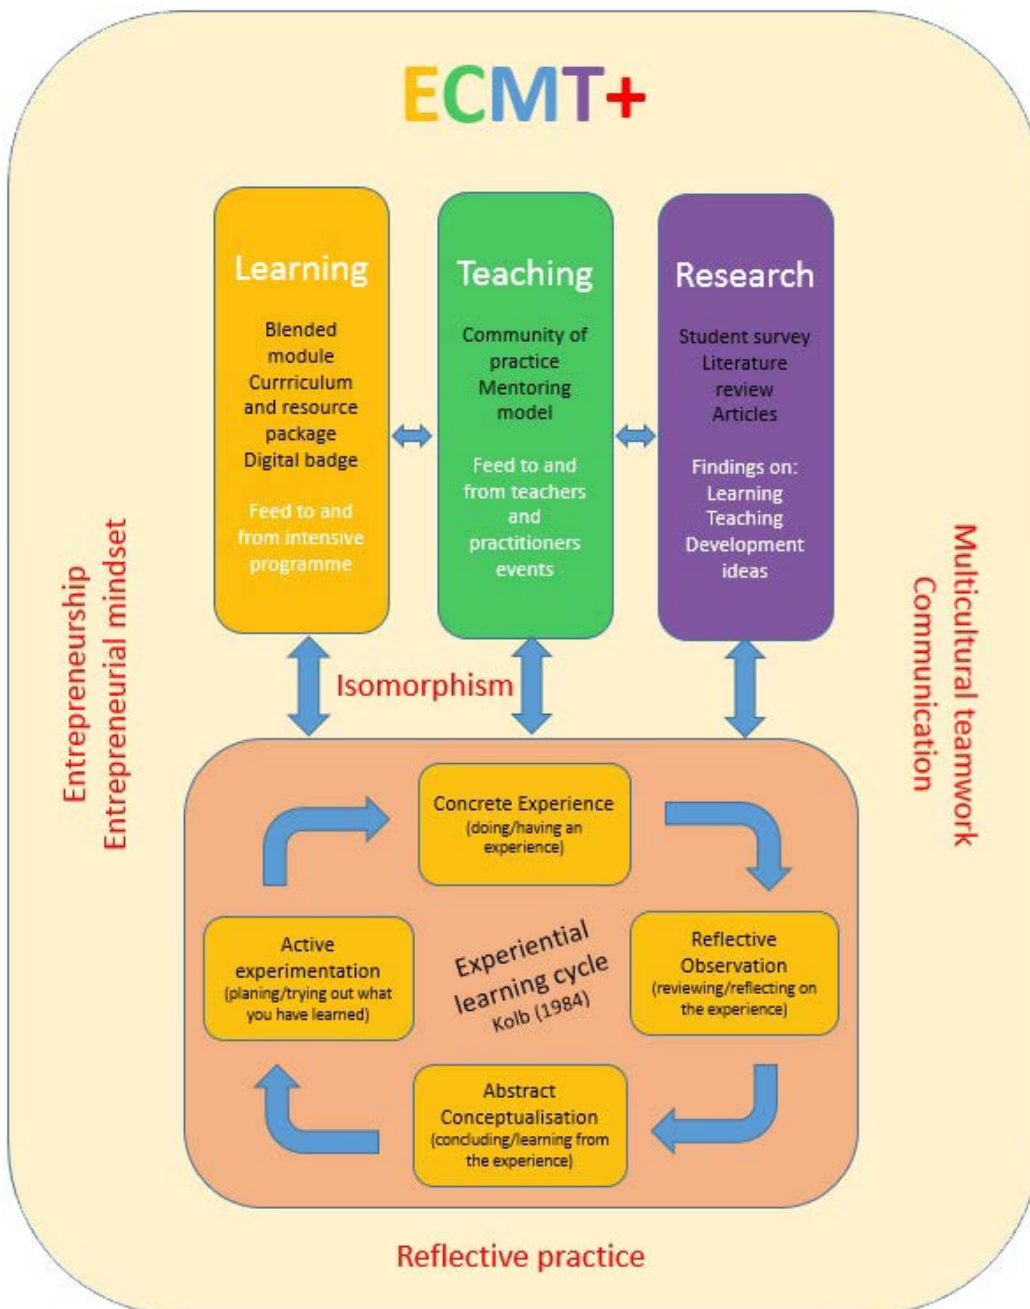 ECMT+
Learning
Blended
module
Currriculum
and resource
package
Digital badge
Feed to and
from intensive
programme
Teaching
Community of
practice
Mentoring
model
Feed to and
from teachers
and
practitioners
events
Research
Student survey
Literature
review
Articles
Findings on:
Learning
Teaching
Development
ideas
Entrepreneurship
Entrepreneurial mindset
Multicultural teamwork
Communication
Isomorphism
Concrete Experience
(doing/having an
experience)
Reflective
Observation
(reviewing/reflecting on
the experience)
Abstract
Conceptualisation
(concluding/learning from
the experience)
Active
experimentation
(planing/trying out what
you have learned)
Experiential
learning cycle
Kolb (1984)
Reflective practice